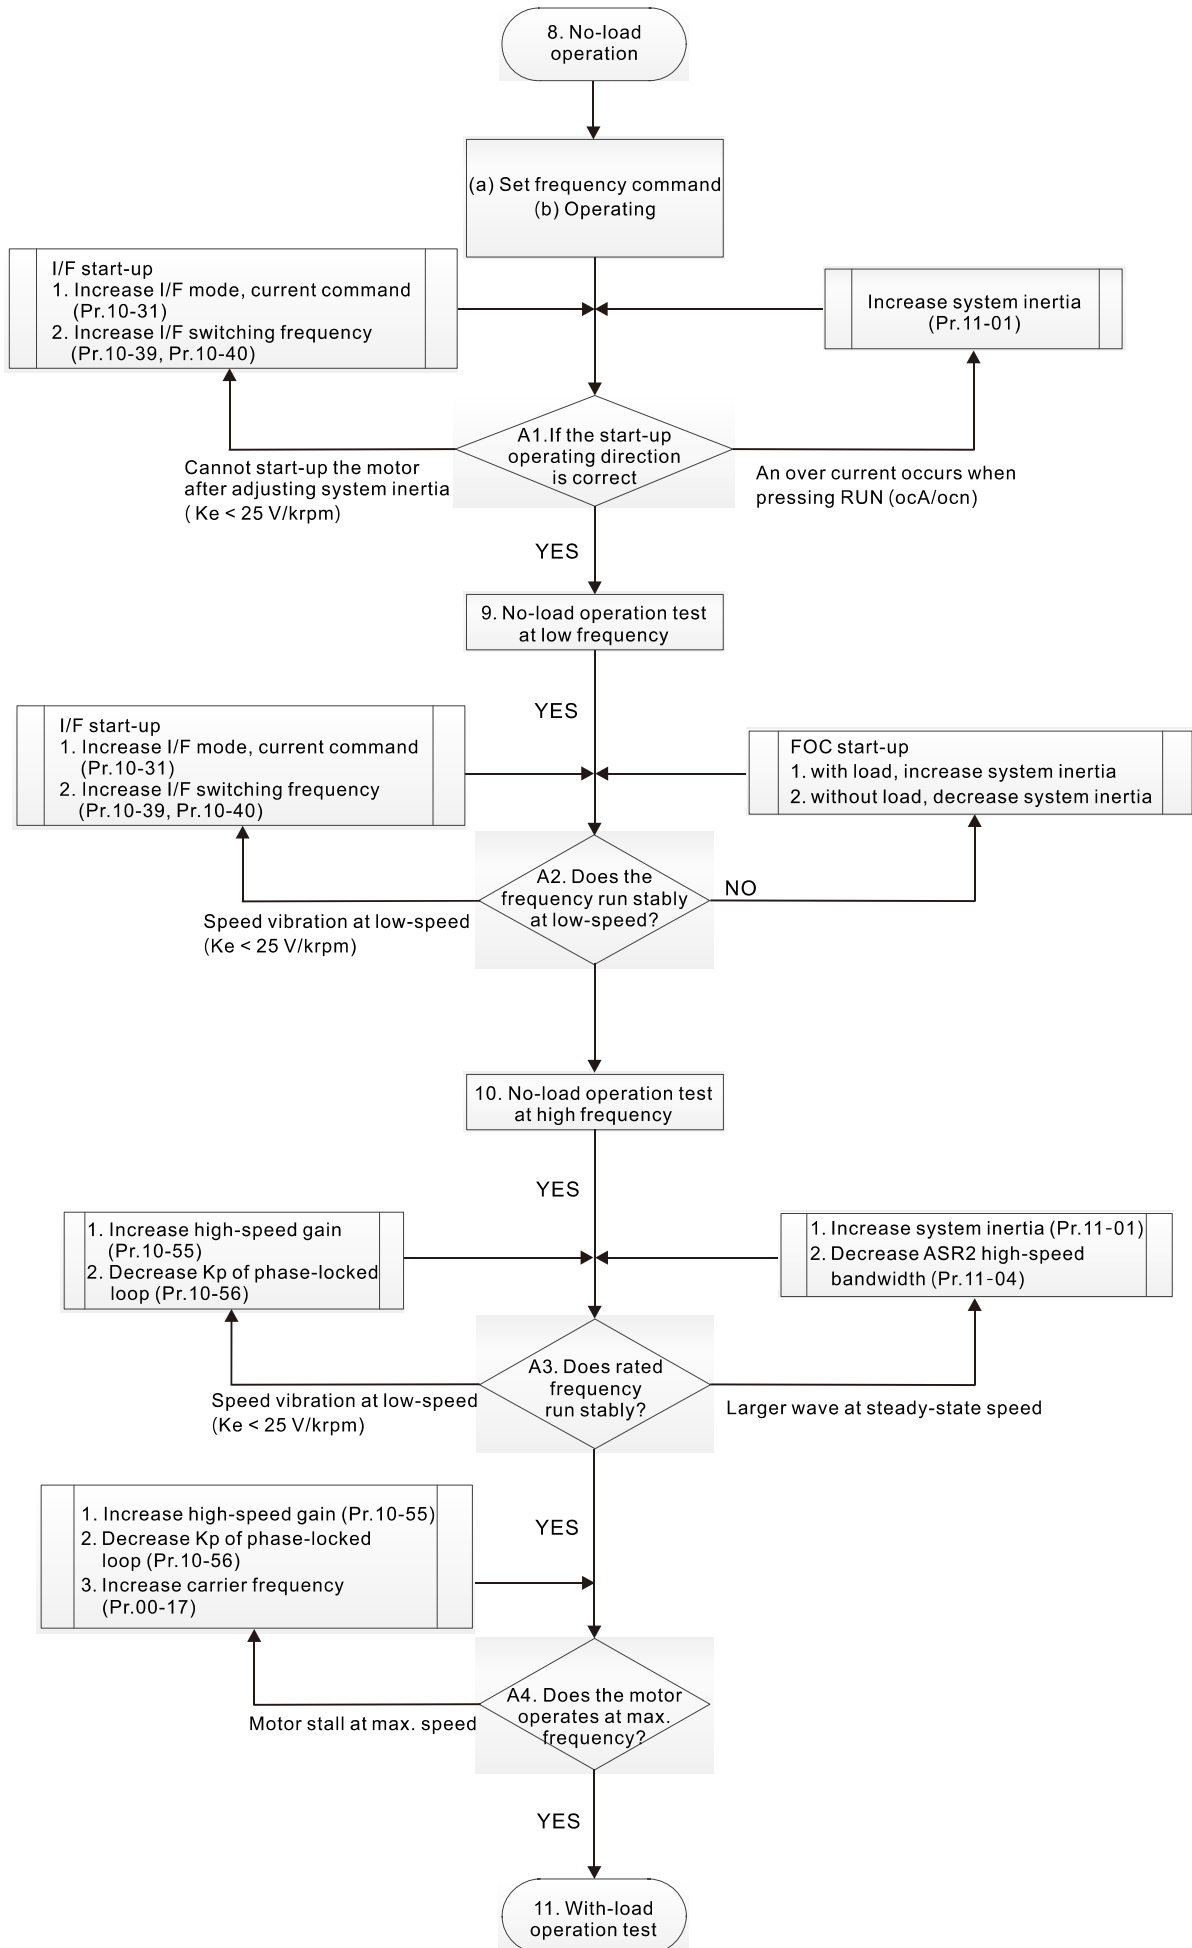 8. No-load
operation
(a) Set frequency command
(b) Operating
I/F start-up
1. Increase I/F mode, current command
(Pr.10-31)
2. Increase I/F switching frequency
(Pr.10-39, Pr.10-40)
Increase system inertia
(Pr.11-01)
A1.If the start-up
operating direction
is correct
Cannot start-up the motor
after adjusting system inertia
( Ke < 25 V/krpm)
An over current occurs when
pressing RUN (ocA/ocn)
YES
9. No-load operation test
at low frequency
YES
I/F start-up
1. Increase I/F mode, current command
(Pr.10-31)
2. Increase I/F switching frequency
(Pr.10-39, Pr.10-40)
FOC start-up
1. with load, increase system inertia
2. without load, decrease system inertia
A2. Does the
frequency run stably
at low-speed?
NO
Speed vibration at low-speed
(Ke < 25 V/krpm)
10. No-load operation test
at high frequency
YES
1. Increase high-speed gain
(Pr.10-55)
2. Decrease Kp of phase-locked
loop (Pr.10-56)
1. Increase system inertia (Pr.11-01)
2. Decrease ASR2 high-speed
bandwidth (Pr.11-04)
A3. Does rated
frequency
run stably?
Speed vibration at low-speed
(Ke < 25 V/krpm)
Larger wave at steady-state speed
YES
1. Increase high-speed gain (Pr.10-55)
2. Decrease Kp of phase-locked
loop (Pr.10-56)
3. Increase carrier frequency
(Pr.00-17)
A4. Does the motor
operates at max.
frequency?
Motor stall at max. speed
YES
11. With-load
operation test